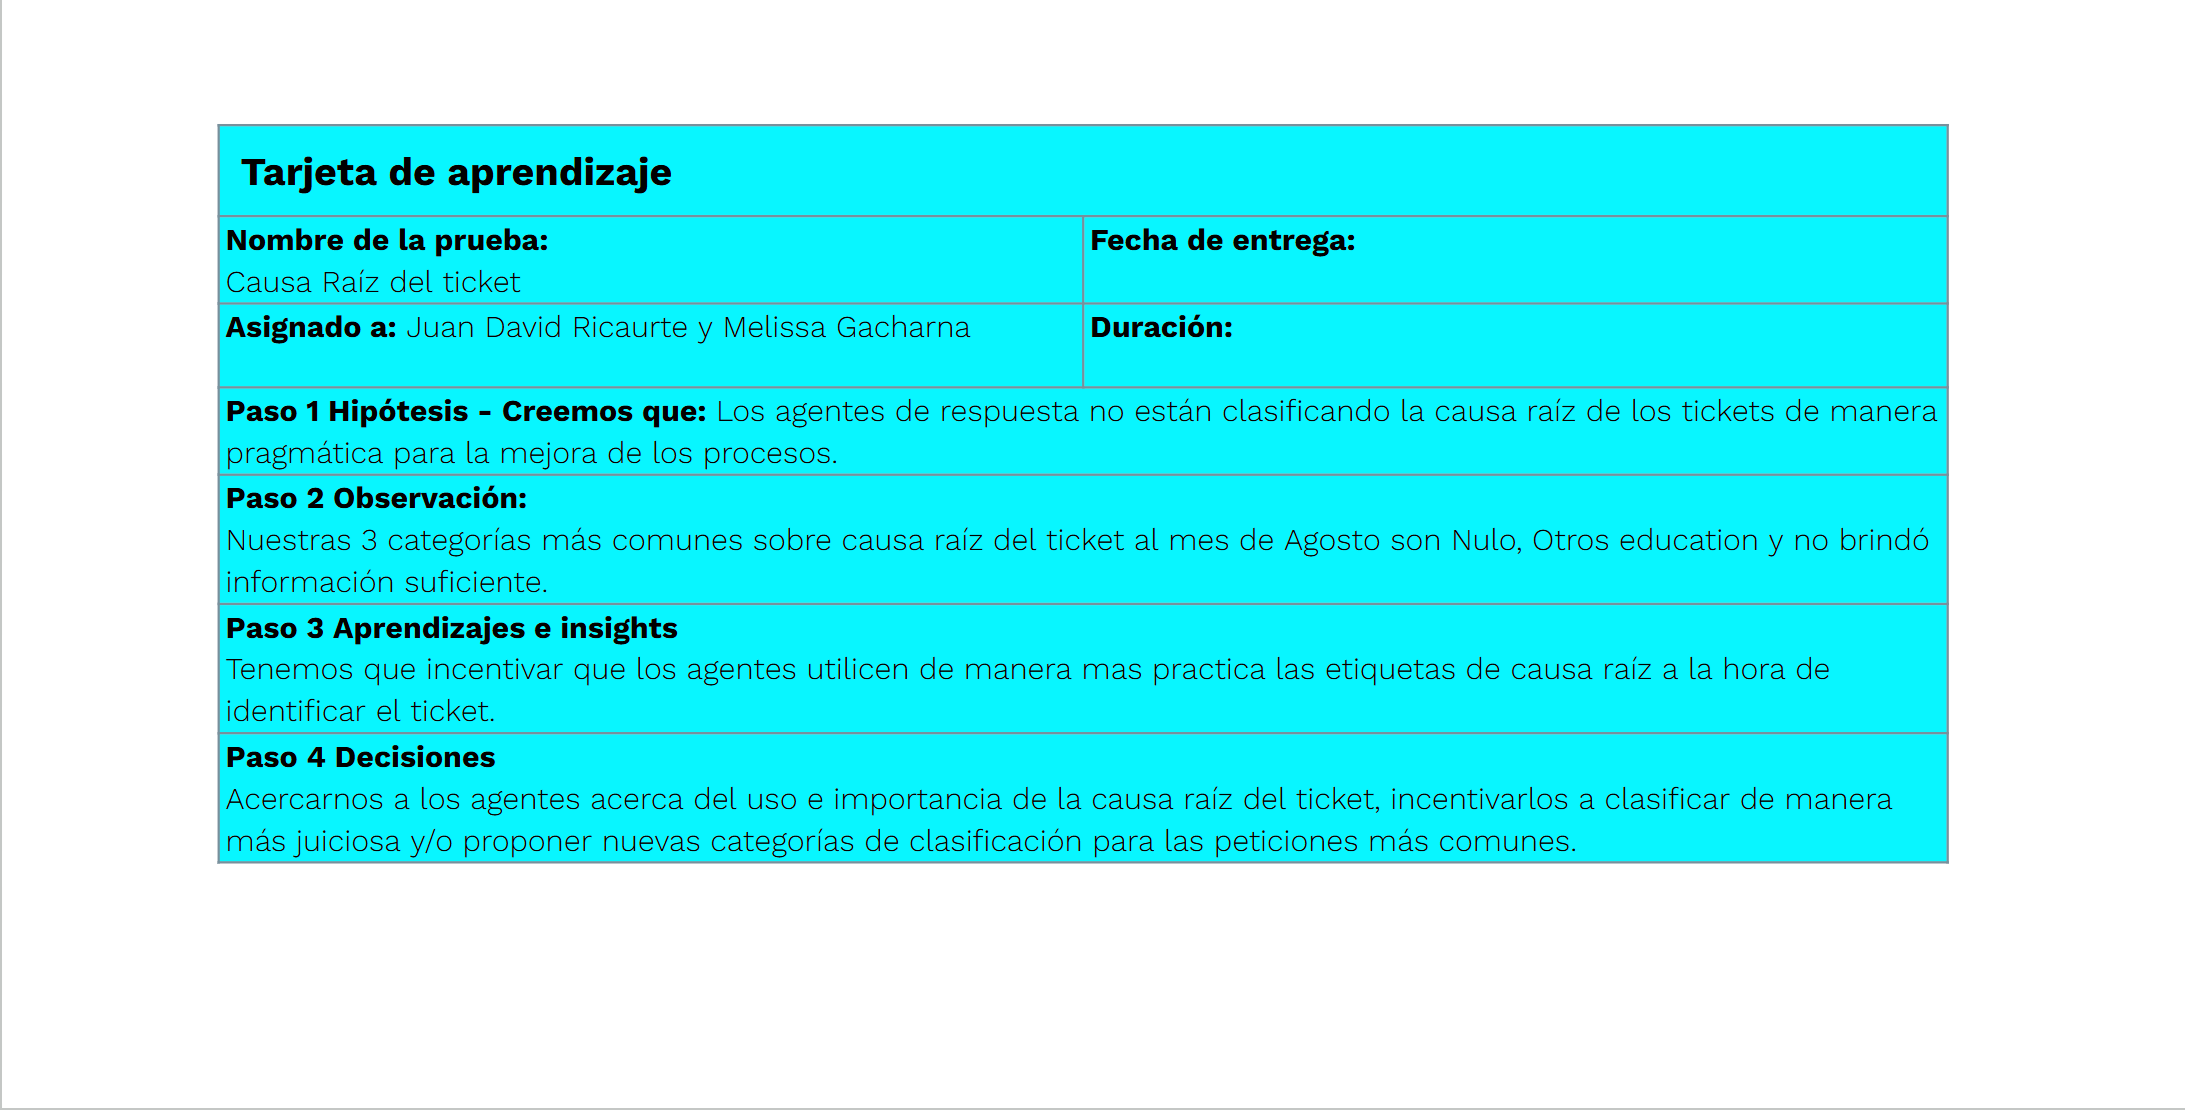 Tarjeta de aprendizaje
Nombre de la prueba:
Causa Raíz del ticket
Fecha de entrega:
Asignado a: Juan David Ricaurte y Melissa Gacharna
Duración:
Paso 1 Hipótesis - Creemos que: Los agentes de respuesta no están clasificando la causa raíz de los tickets de manera
pragmática para la mejora de los procesos.
Paso 2 Observación:
Nuestras 3 categorías más comunes sobre causa raíz del ticket al mes de Agosto son Nulo, Otros education y no brindó
información suficiente.
Paso 3 Aprendizajes e insights
Tenemos que incentivar que los agentes utilicen de manera mas practica las etiquetas de causa raíz a la hora de
identificar el ticket.
Paso 4 Decisiones
Acercarnos a los agentes acerca del uso e importancia de la causa raíz del ticket, incentivarlos a clasificar de manera
más juiciosa y/o proponer nuevas categorías de clasificación para las peticiones más comunes.